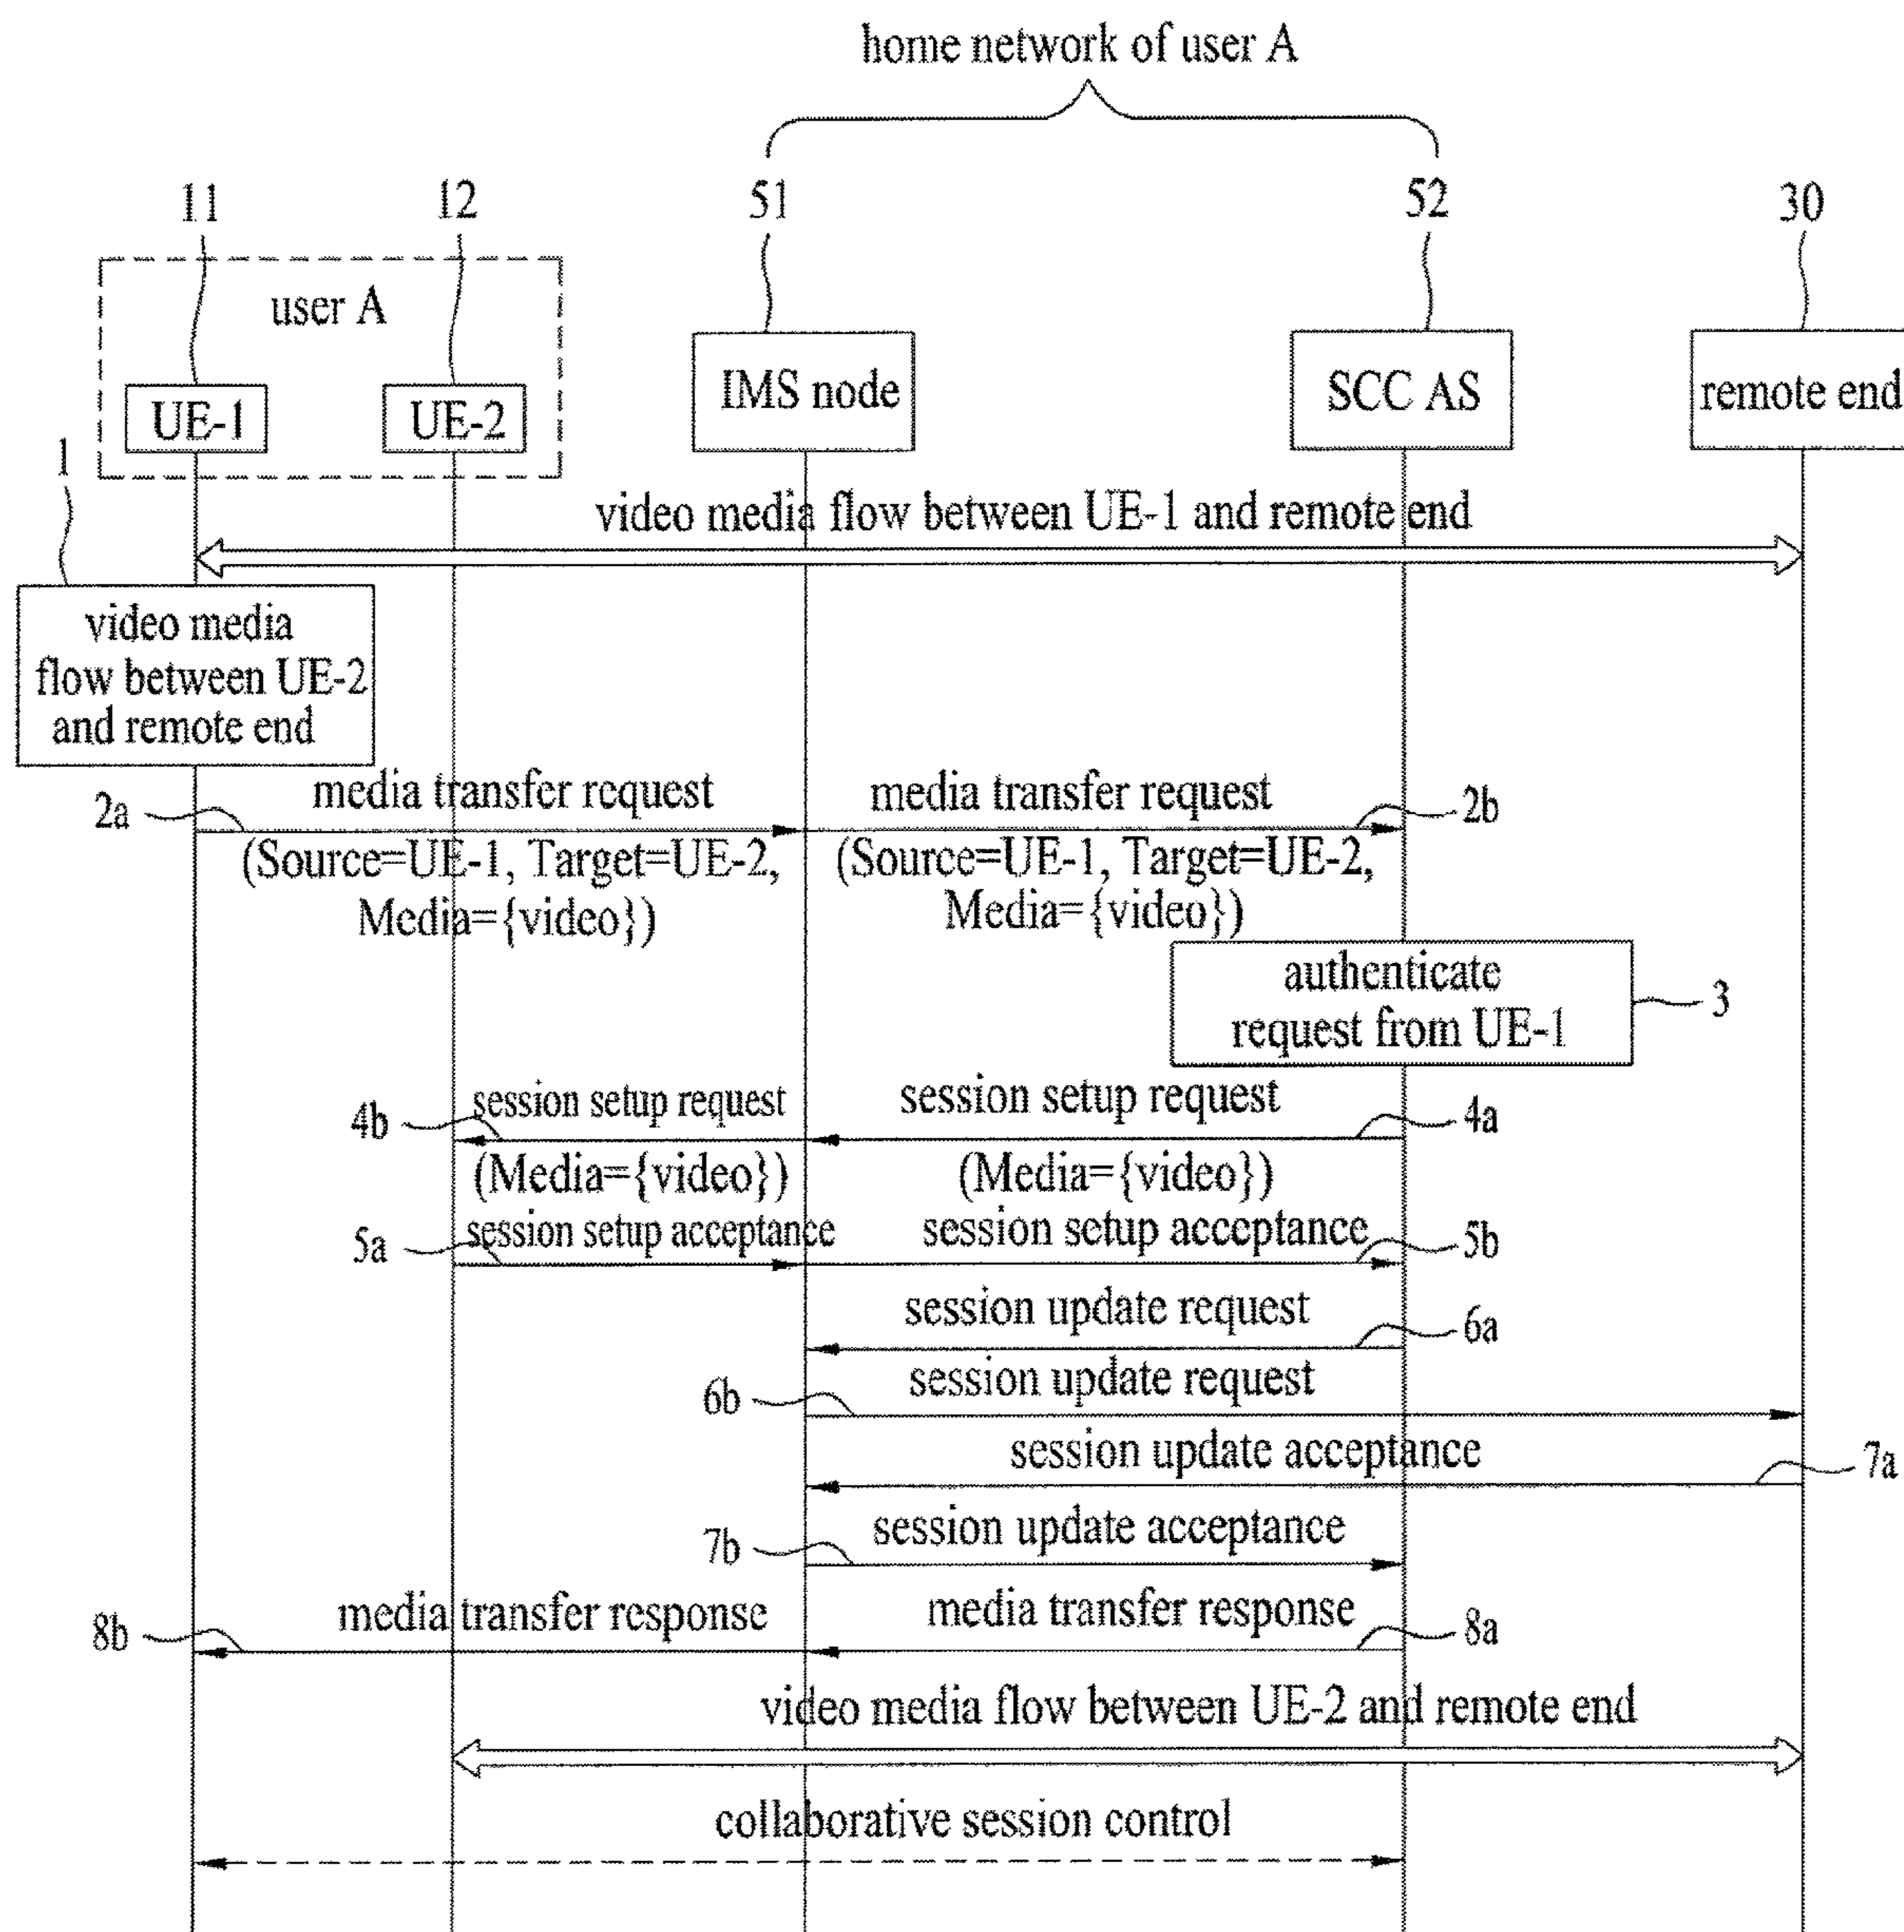 home network of user A
11
12
51
52
30
user A
UE-1
UE-2
IMS node
SCC AS
remote end
1
video media flow between UE-1 and remote end
video media
flow between UE-2
and remote end
2a
media transfer request
media transfer request
2b
(Source=UE-1, Target=UE-2,
Media={video})
(Source=UE-1, Target=UE-2,
Media={video})
authenticate
request from UE-1
3
4b
session setup request
session setup request
4a
(Media={video})
(Media={video})
5a
session setup acceptance
session setup acceptance
5b
session update request
6a
6b
session update request
session update acceptance
7a
7b
session update acceptance
8b
media transfer response
media transfer response
8a
video media flow between UE-2 and remote end
collaborative session control